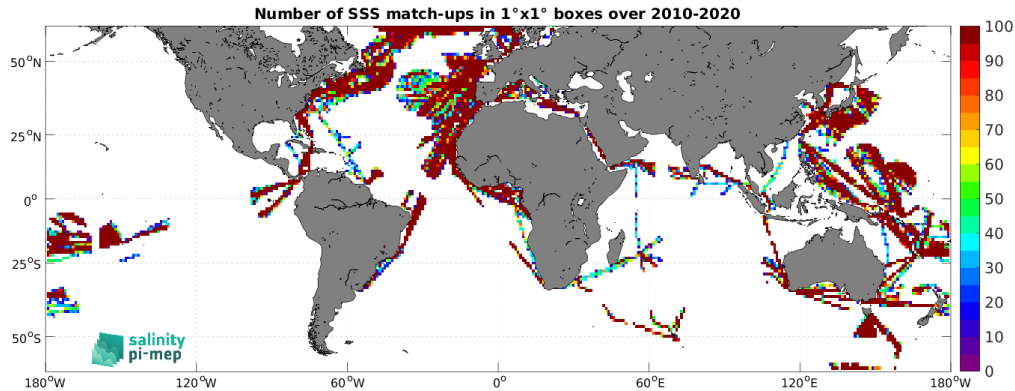 Number of SSS match-ups in 1°x1° boxes over 2010-2020
100
90
80
70
60
50
40
30
20
10
0
50°N
25°N
0°
25°S
50°S
salinity
pi-mep
180°W
120°W
60°W
0°
60°E
120°E
180°W